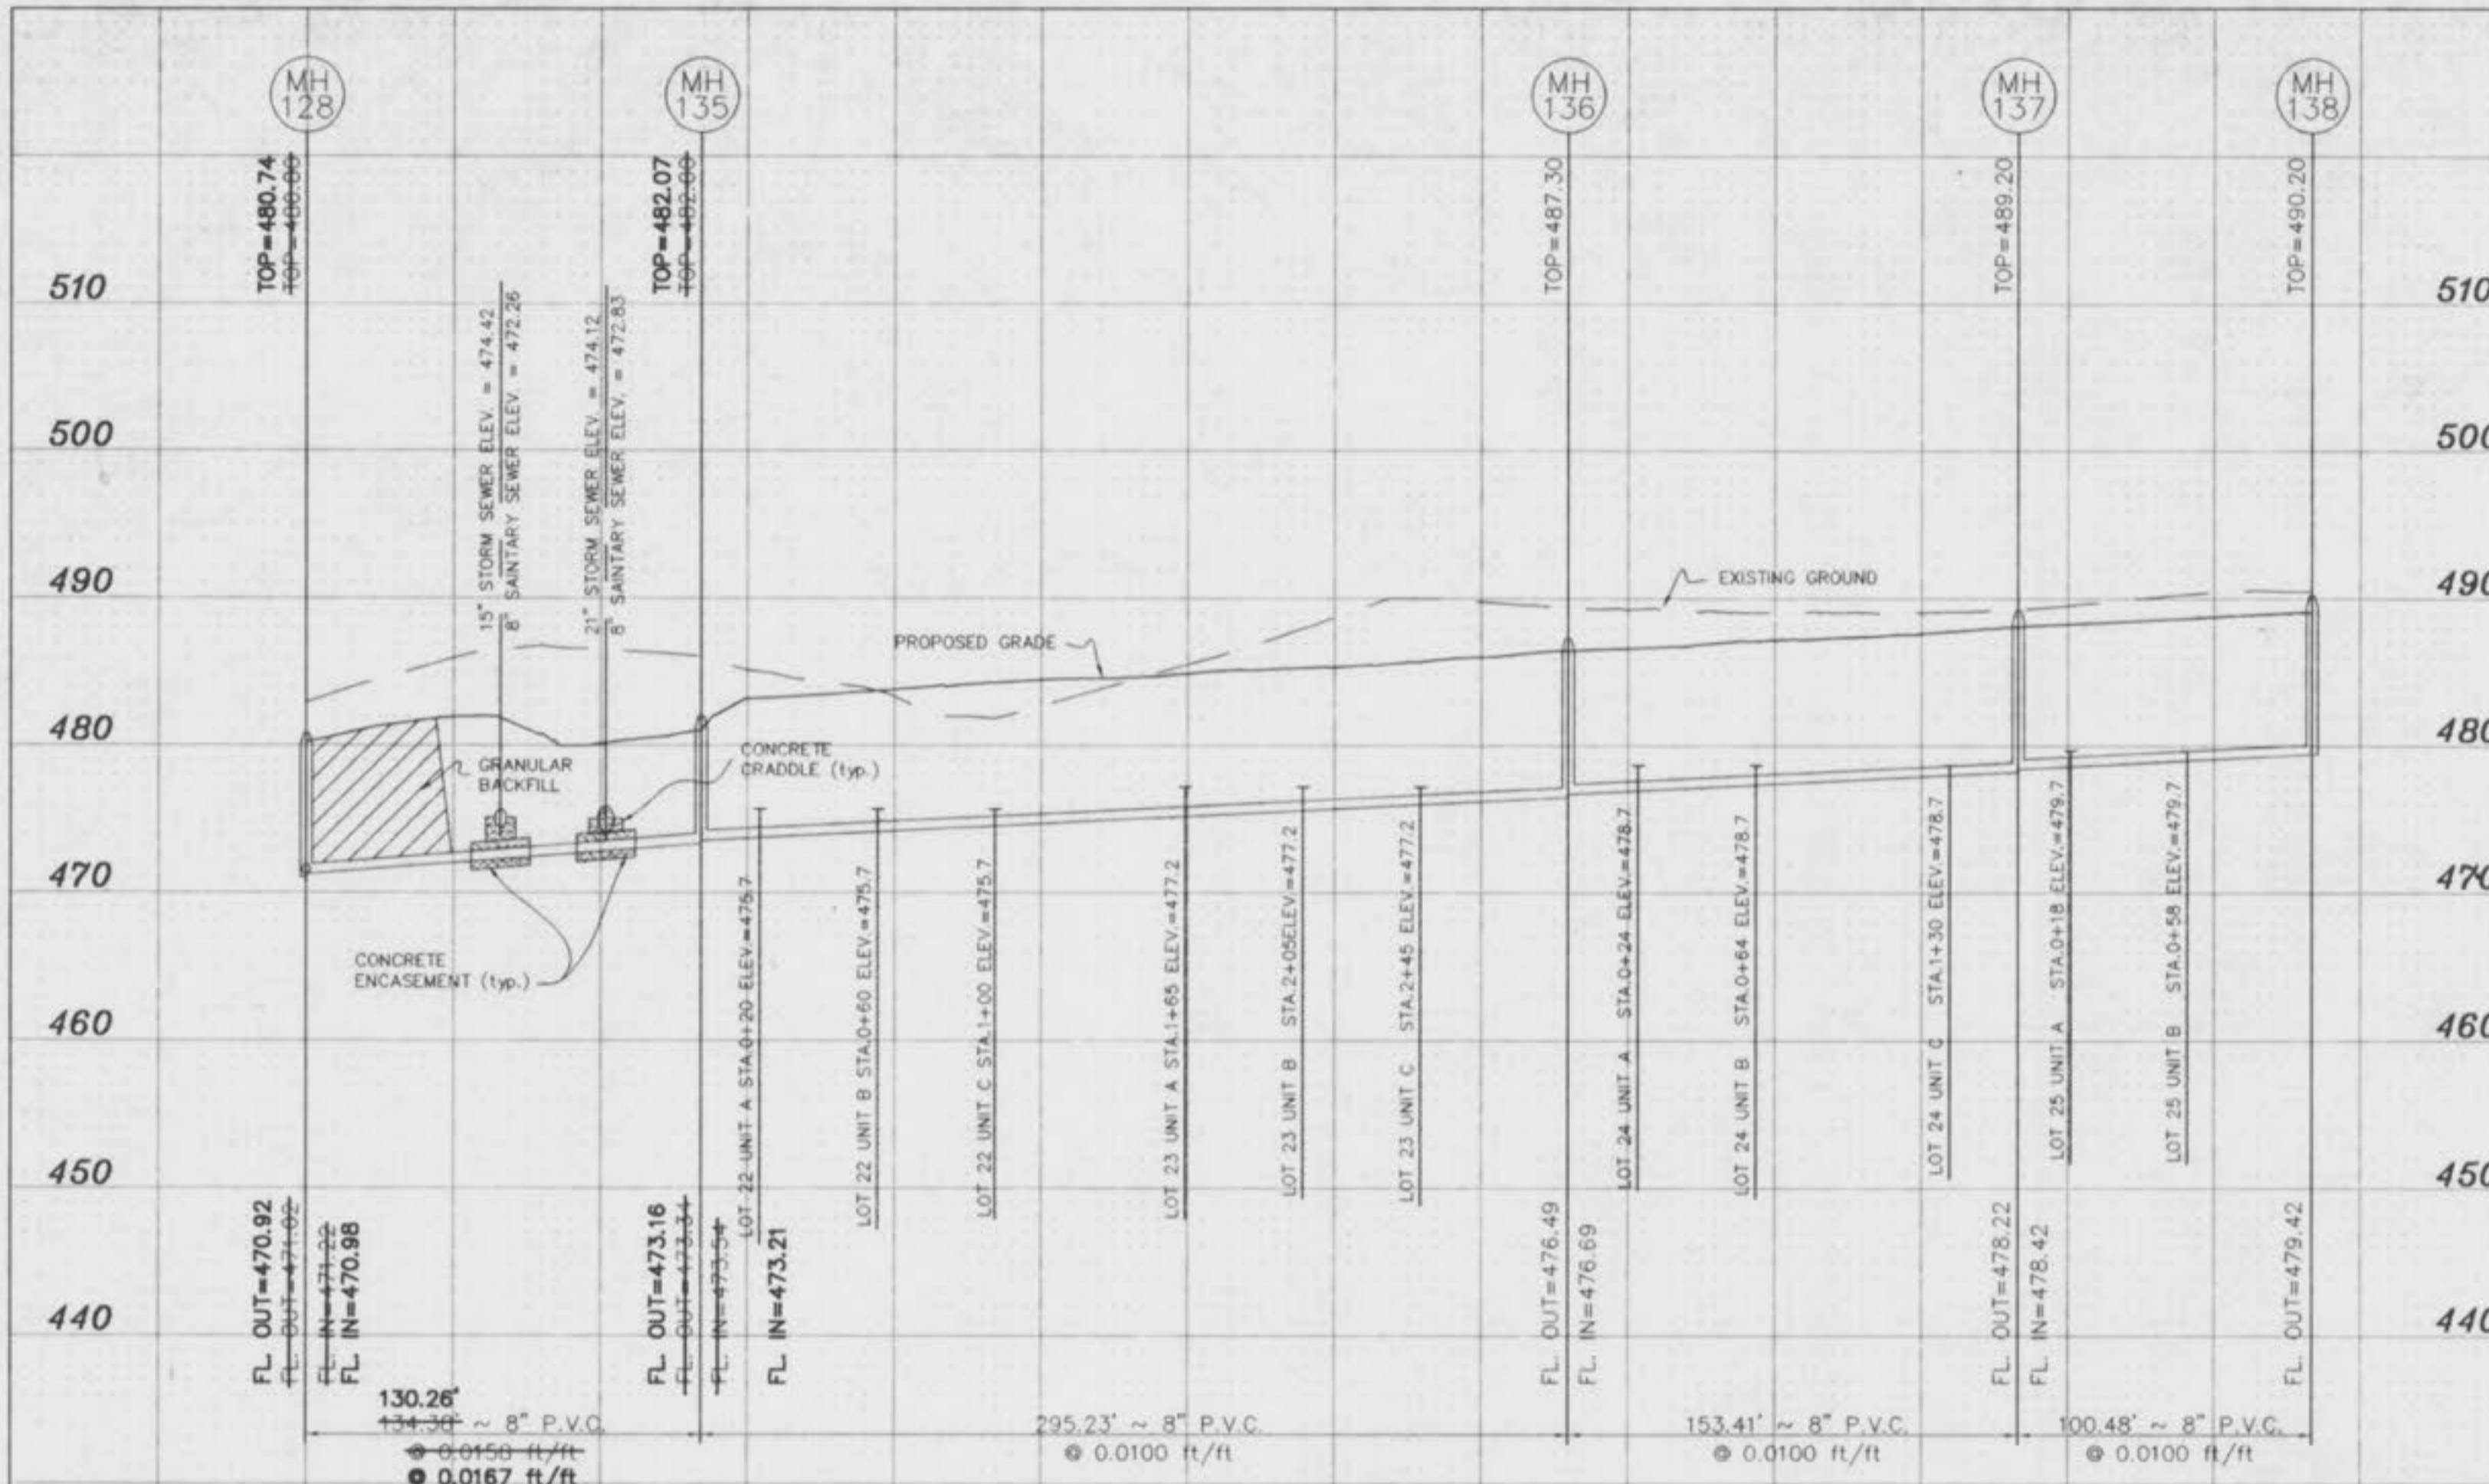 MH
128
MH
135
MH
136
MH
137
MH
138
TOP=480.74
TOP=480.00
TOP=482.07
TOP=482.00
TOP=487.30
TOP=489.20
TOP=490.20
510
510
15" STORM SEWER ELEV. = 474.42
8" SAINTARY SEWER ELEV. = 472.26
21" STORM SEWER ELEV. = 474.12
8" SAINTARY SEWER ELEV. = 472.83
500
500
490
490
EXISTING GROUND
PROPOSED GRADE
480
480
CONCRETE
CRADDLE (typ.)
GRANULAR
BACKFILL
470
470
CONCRETE
ENCASEMENT (typ.)
LOT 22 UNIT A STA.0+20 ELEV.=475.7
LOT 22 UNIT B STA.0+60 ELEV.=475.7
LOT 22 UNIT C STA.1+00 ELEV.=475.7
LOT 23 UNIT A STA.1+65 ELEV.=477.2
LOT 23 UNIT B STA.2+05ELEV.=477.2
LOT 23 UNIT C STA.2+45 ELEV.=477.2
LOT 24 UNIT A STA.0+24 ELEV.=478.7
LOT 24 UNIT B STA.0+64 ELEV.=478.7
LOT 24 UNIT C STA.1+30 ELEV.=478.7
LOT 25 UNIT A STA.0+18 ELEV.=479.7
LOT 25 UNIT B STA.0+58 ELEV.=479.7
460
460
450
450
440
440
FL. OUT=470.92
FL. OUT=471.02
FL. IN=471.22
FL. IN=470.98
FL. OUT=473.16
FL. OUT=473.34
FL. IN=473.54
FL. IN=473.21
FL. OUT=476.49
FL. IN=476.69
FL. OUT=478.22
FL. IN=478.42
FL. OUT=479.42
130.26'
~ 8" P.V.C.
@ 0.0158 ft/ft
@ 0.0167 ft/ft
295.23' ~ 8" P.V.C.
@ 0.0100 ft/ft
153.41' ~ 8" P.V.C.
@ 0.0100 ft/ft
100.48' ~ 8" P.V.C.
@ 0.0100 ft/ft